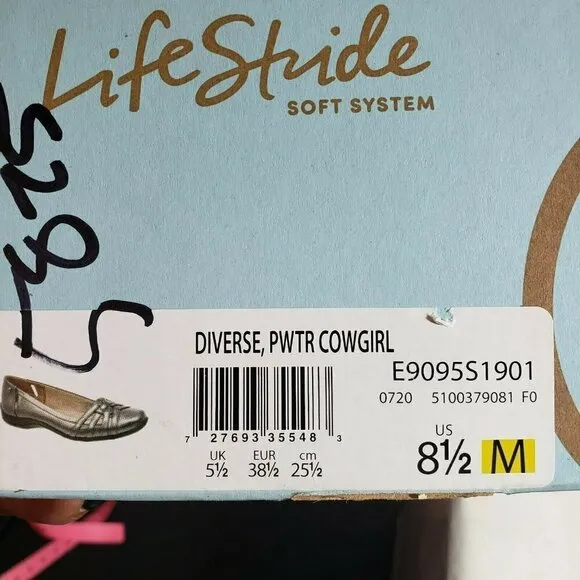 LifeStride
SOFT SYSTEM
DIVERSE, PWTR COWGIRL
E9095S1901
0720 5100379081 F0
7 27693 35548 3
UK EUR cm
5½ 38½ 25½
US
8½ M